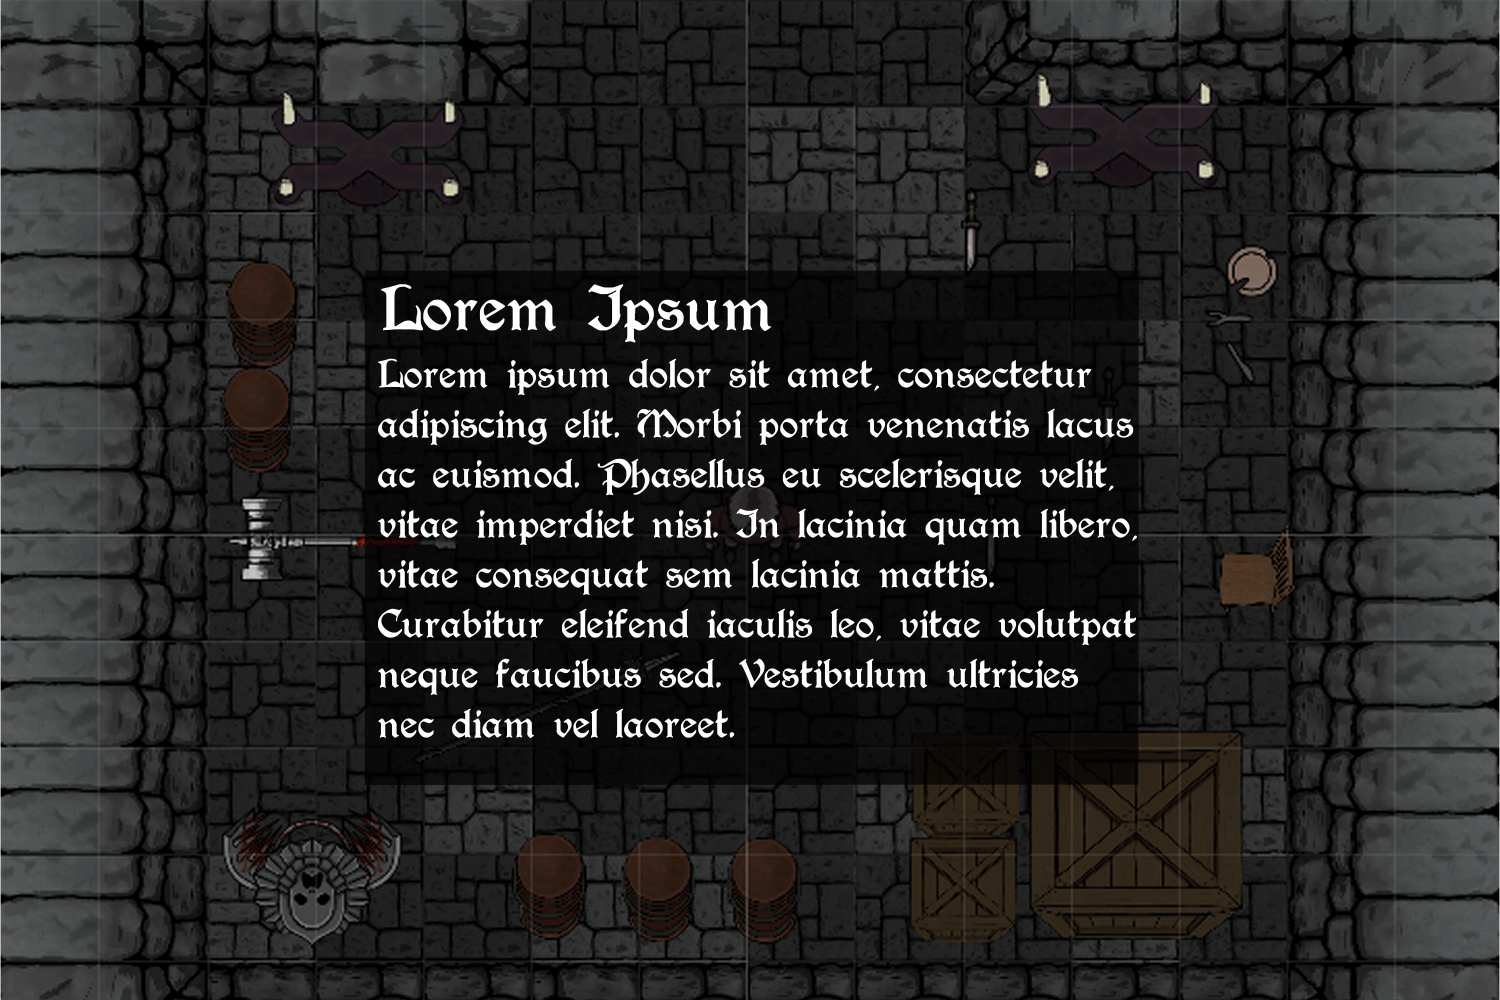 Lorem Ipsum
Lorem ipsum dolor sit amet, consectetur
adipiscing elit. Morbi porta venenatis lacus
ac euismod. Phasellus eu scelerisque velit,
vitae imperdiet nisi. In lacinia quam libero,
vitae consequat sem lacinia mattis.
Curabitur eleifend iaculis leo, vitae volutpat
neque faucibus sed. Vestibulum ultricies
nec diam vel laoreet.